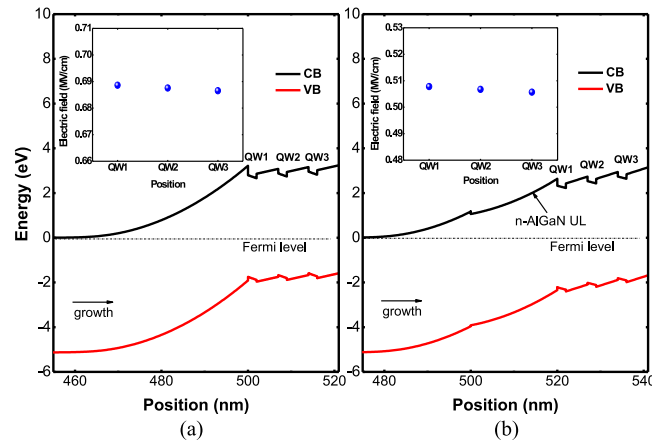 10
8
6
4
2
0
-2
-4
-6
Energy (eV)
0.71
0.70
0.69
0.68
0.67
0.66
Electric field (MV/cm)
QW1 QW2 QW3
Position
CB
VB
QW1 QW2 QW3
Fermi level
growth
460 480 500 520
Position (nm)
(a)
10
8
6
4
2
0
-2
-4
-6
0.53
0.52
0.51
0.50
0.49
0.48
Electric field (MV/cm)
QW1 QW2 QW3
Position
CB
VB
QW1 QW2 QW3
n-AlGaN UL
Fermi level
growth
480 500 520 540
Position (nm)
(b)